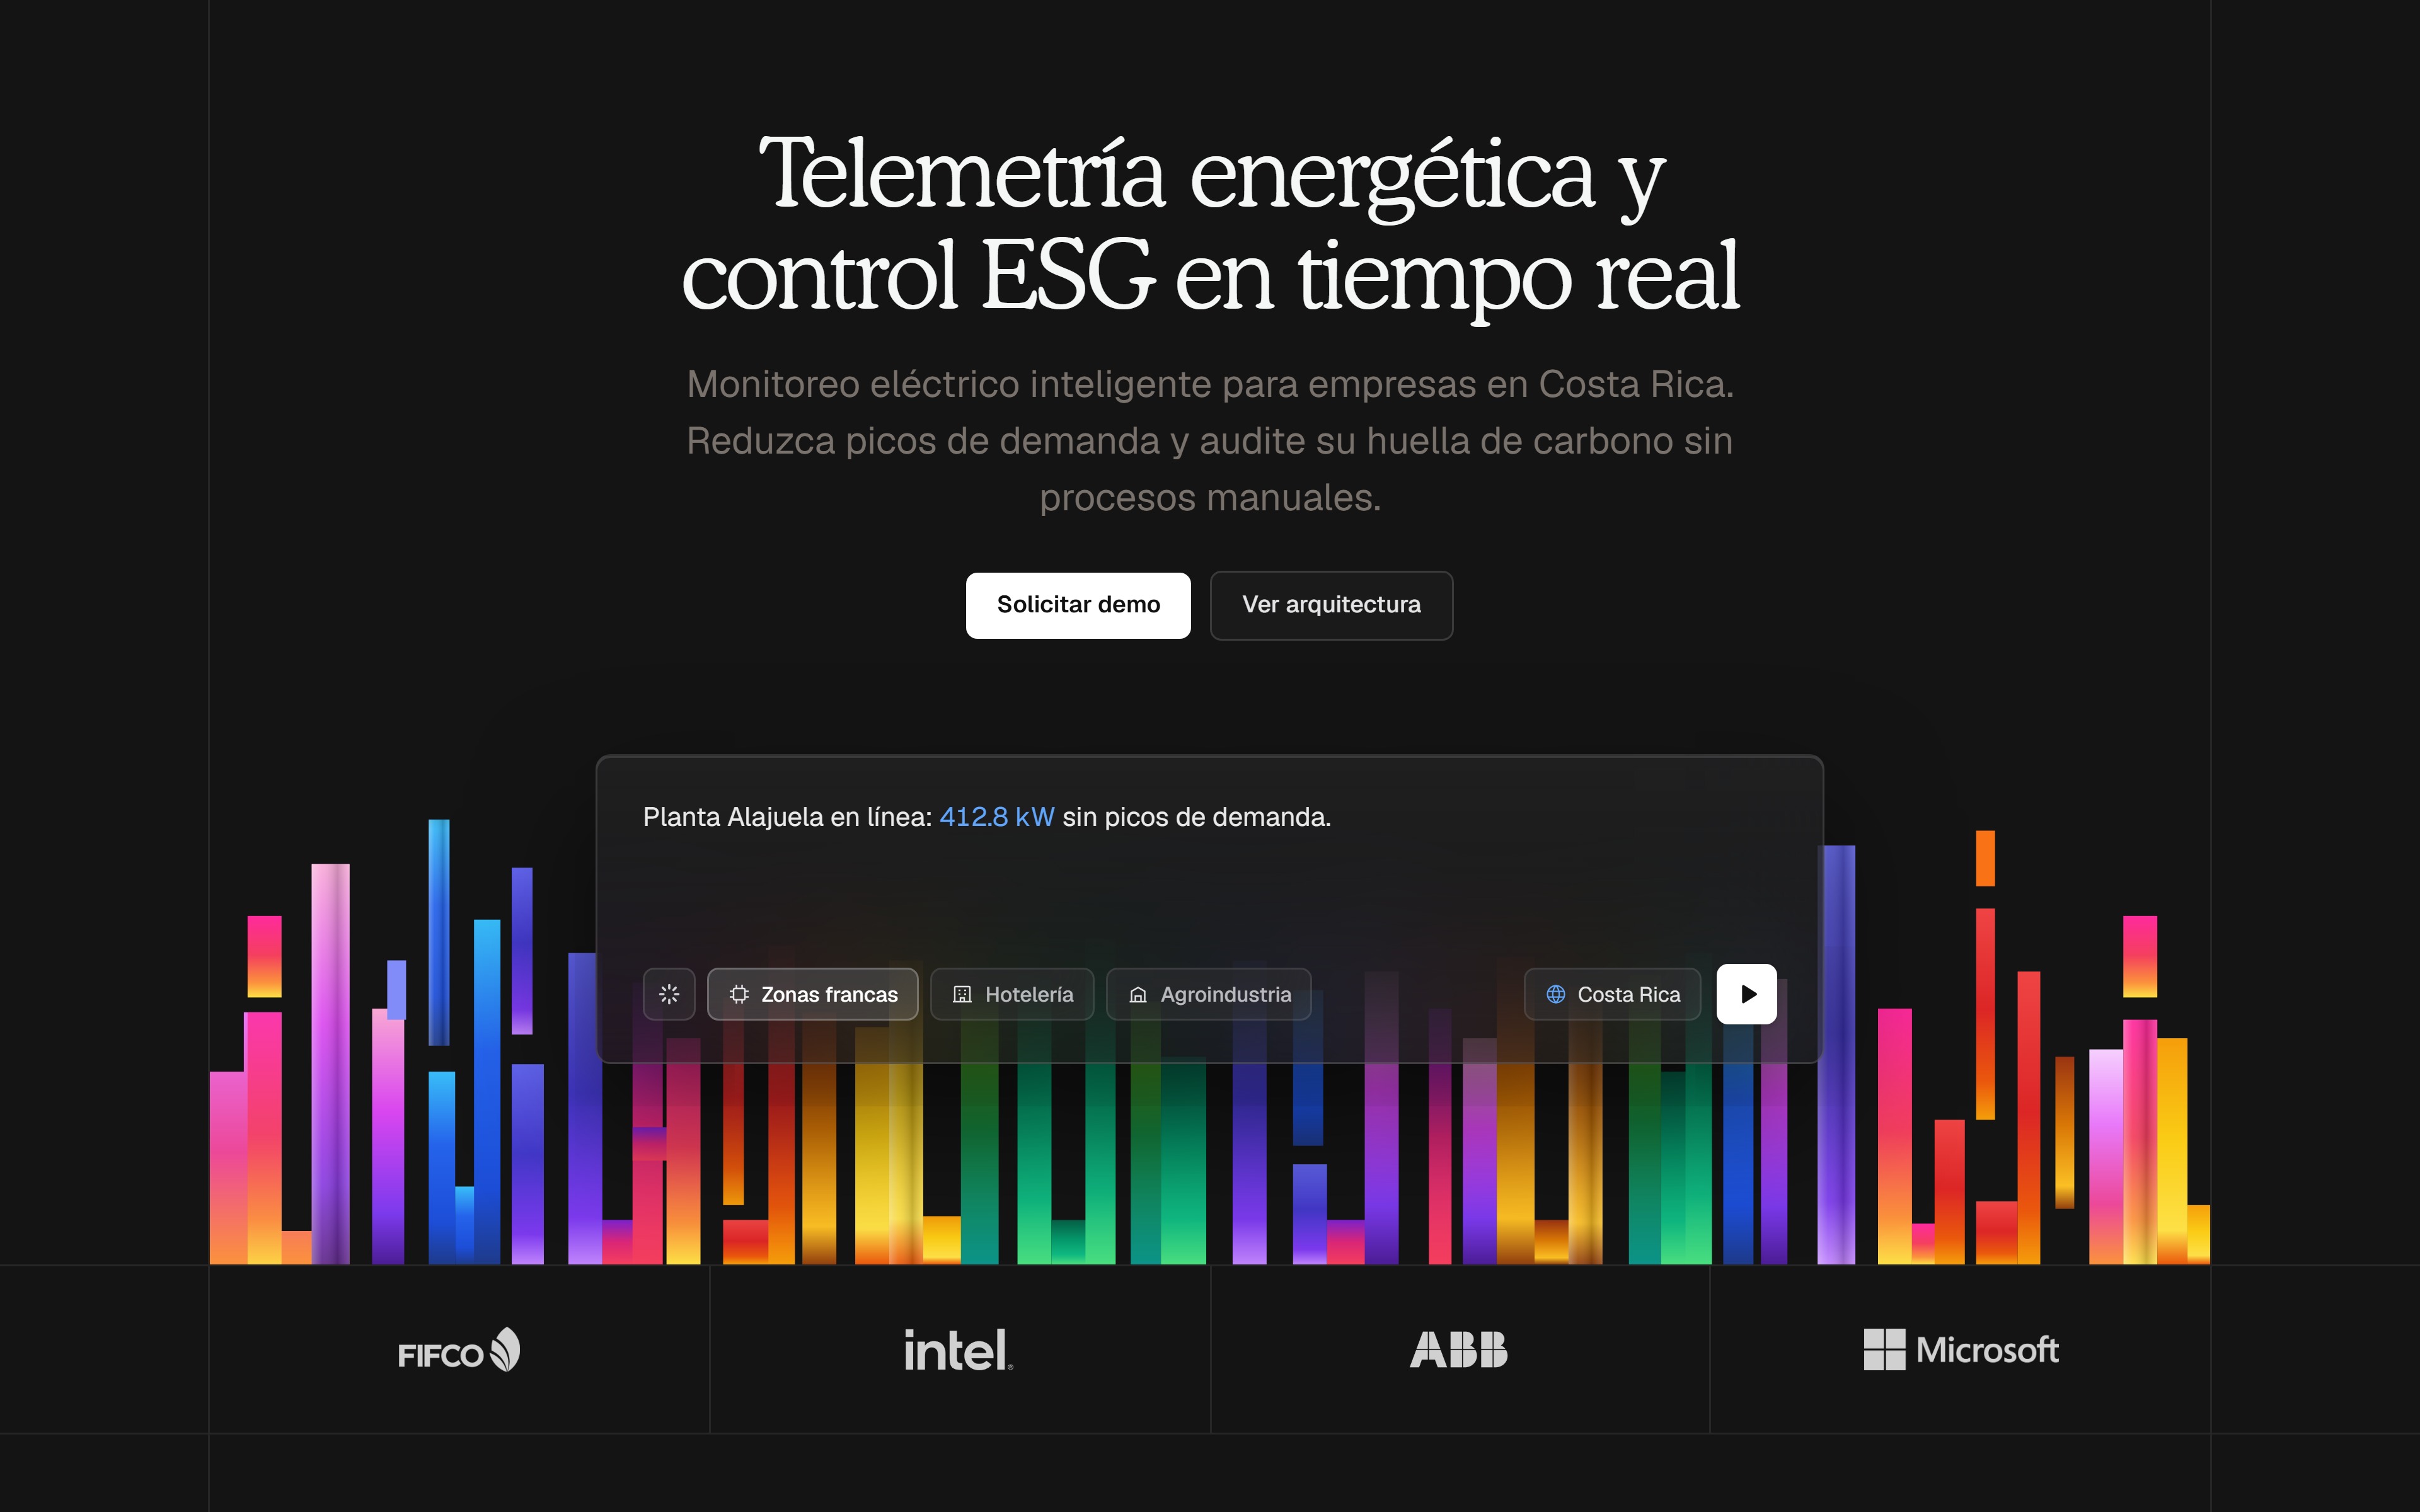 Telemetría energética y
control ESG en tiempo real
Monitoreo eléctrico inteligente para empresas en Costa Rica.
Reduzca picos de demanda y audite su huella de carbono sin
procesos manuales.
Solicitar demo
Ver arquitectura
Planta Alajuela en línea: 412.8 kW sin picos de demanda.
Zonas francas
Hotelería
Agroindustria
Costa Rica
FIFCO
intel®
ABB
Microsoft